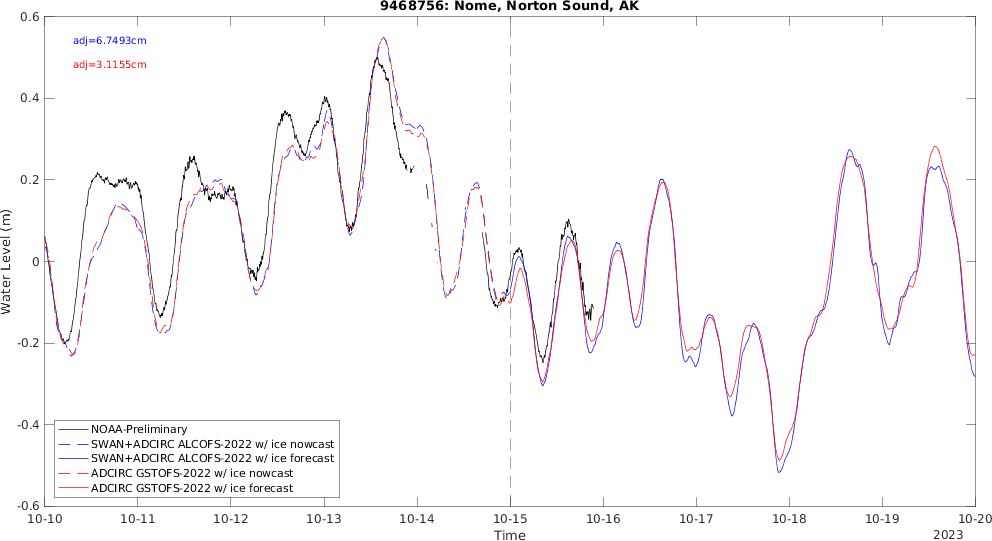 9468756: Nome, Norton Sound, AK
adj=6.7493cm
adj=3.1155cm
Water Level (m)
0.6
0.4
0.2
0
-0.2
-0.4
-0.6
NOAA-Preliminary
SWAN+ADCIRC ALCOFS-2022 w/ ice nowcast
SWAN+ADCIRC ALCOFS-2022 w/ ice forecast
ADCIRC GSTOFS-2022 w/ ice nowcast
ADCIRC GSTOFS-2022 w/ ice forecast
10-10 10-11 10-12 10-13 10-14 10-15 10-16 10-17 10-18 10-19 10-20
Time
2023